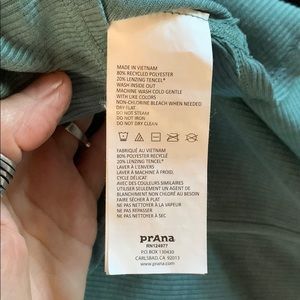 MADE IN VIETNAM
80% RECYCLED POLYESTER
20% LENZING TENCEL*
WASH INSIDE OUT
MACHINE WASH COLD GENTLE
WITH LIKE COLORS
NON-CHLORINE BLEACH WHEN NEEDED
DRY FLAT
DO NOT STEAM
DO NOT IRON
DO NOT DRY CLEAN
FABRIQUÉ AU VIETNAM
80% POLYESTER RECYCLÉ
20% LENZING TENCEL*
LAVER À L'ENVERS
LAVER À MACHINE À FROID,
CYCLE DÉLICAT
AVEC DES COULEURS SIMILAIRES
UTILISER SEULEMENT UN AGENT DE
BLANCHIMENT NON CHLORÉ AU BESOIN
FAIRE SÉCHER À PLAT
NE PAS NETTOYER À LA VAPEUR
NE PAS REPASSER
NE PAS NETTOYER À SEC
prAna
RN124977
P.O. BOX 130430
CARLSBAD, CA 92013
www.prana.com